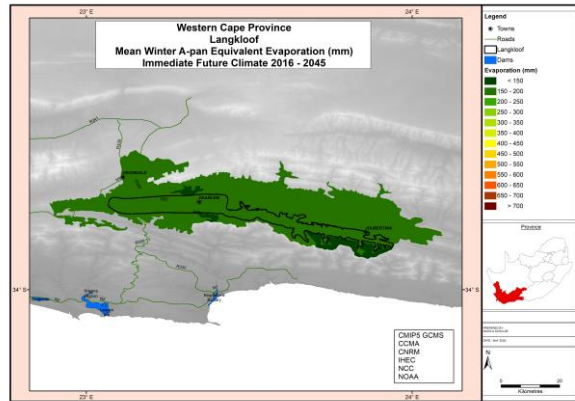 23° E
24° E
Western Cape Province
Langkloof
Mean Winter A-pan Equivalent Evaporation (mm)
Immediate Future Climate 2016 - 2045
34° S
34° S
CMIP5 GCMS
CCMA
CNRM
IHEC
NCC
NOAA
23° E
24° E
Legend
Towns
Roads
Langkloof
Dams
Evaporation (mm)
< 150
150 - 200
200 - 250
250 - 300
300 - 350
350 - 400
400 - 450
450 - 500
500 - 550
550 - 600
600 - 650
650 - 700
> 700
Province
N
0
20
Kilometres